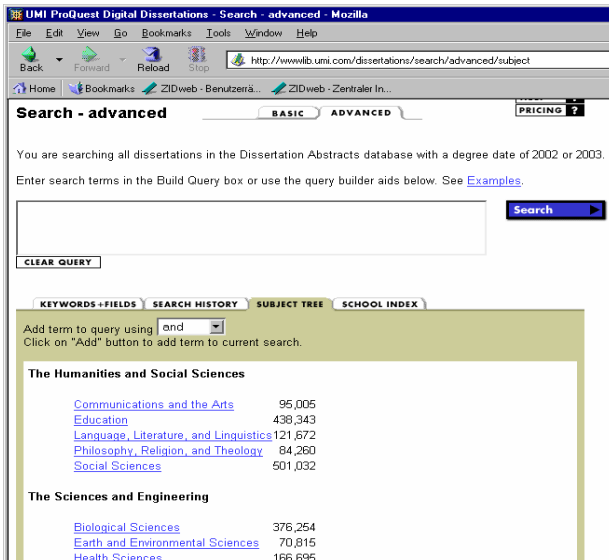 UMI ProQuest Digital Dissertations - Search - advanced - Mozilla
File Edit View Go Bookmarks Tools Window Help
Back Forward Reload Stop http://wwwlib.umi.com/dissertations/search/advanced/subject
Home Bookmarks ZIDweb - Benutzerrä... ZIDweb - Zentraler In...
Search - advanced BASIC ADVANCED PRICING ?
You are searching all dissertations in the Dissertation Abstracts database with a degree date of 2002 or 2003.
Enter search terms in the Build Query box or use the query builder aids below. See Examples.
Search
CLEAR QUERY
KEYWORDS+FIELDS SEARCH HISTORY SUBJECT TREE SCHOOL INDEX
Add term to query using and
Click on "Add" button to add term to current search.
The Humanities and Social Sciences
Communications and the Arts 95,005
Education 438,343
Language, Literature, and Linguistics 121,672
Philosophy, Religion, and Theology 84,260
Social Sciences 501,032
The Sciences and Engineering
Biological Sciences 376,254
Earth and Environmental Sciences 70,815
Health Sciences 166,695